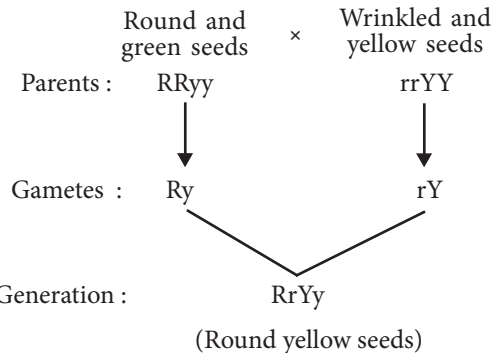 Round and green seeds × Wrinkled and yellow seeds
Parents : RRyy rrYY
Gametes : Ry rY
Generation : RrYy
(Round yellow seeds)